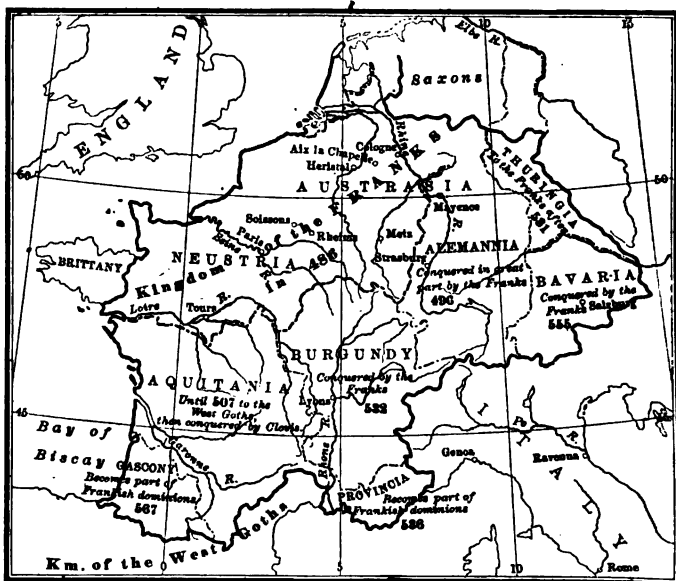 5
10
15
Elbe R.
ENGLAND
Saxons
Rhine
Aix la Chapelle
Cologne
Heristal
THURINGIA
To the Franks after
531
50
50
AUSTRASIA
Mayence
R.
Soissons
Paris
Rheims
Seine
R.
Metz
Strasburg
Kingdom of the FRANKS
in 486
NEUSTRIA
BRITTANY
ALEMANNIA
Conquered in great
part by the Franks
496
BAVARIA
Conquered by the
Franks
Salzburg
555
Loire
Tours
R.
BURGUNDY
Conquered by the
Franks
532
AQUITANIA
Until 507 to the
West Goths,
then conquered by Clovis.
Lyons
Rhone R.
45
Bay of
Biscay
Garonne
R.
GASCONY
Becomes part of
Frankish dominions
567
PROVINCIA
Becomes part of
Frankish dominions
536
Genoa
Po
R.
Ravenna
ITALY
Rome
Km. of the West Goths
0
5
10